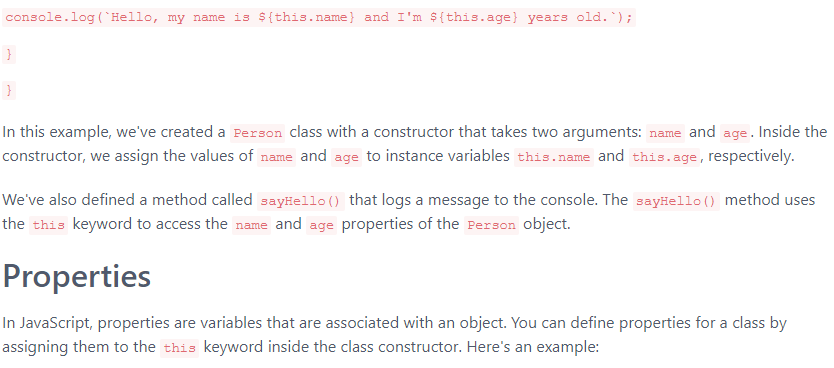 console.log(`Hello, my name is ${this.name} and I'm ${this.age} years old.`);
}
}
In this example, we've created a Person class with a constructor that takes two arguments: name and age. Inside the
constructor, we assign the values of name and age to instance variables this.name and this.age, respectively.
We've also defined a method called sayHello() that logs a message to the console. The sayHello() method uses
the this keyword to access the name and age properties of the Person object.
Properties
In JavaScript, properties are variables that are associated with an object. You can define properties for a class by
assigning them to the this keyword inside the class constructor. Here's an example: